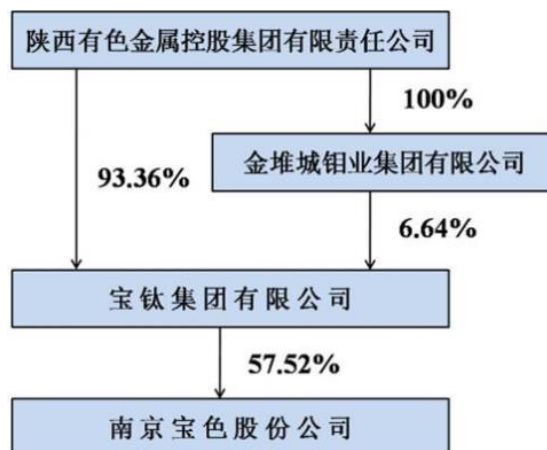 陕西有色金属控股集团有限责任公司
100%
金堆城钼业集团有限公司
93.36%
6.64%
宝钛集团有限公司
57.52%
南京宝色股份公司